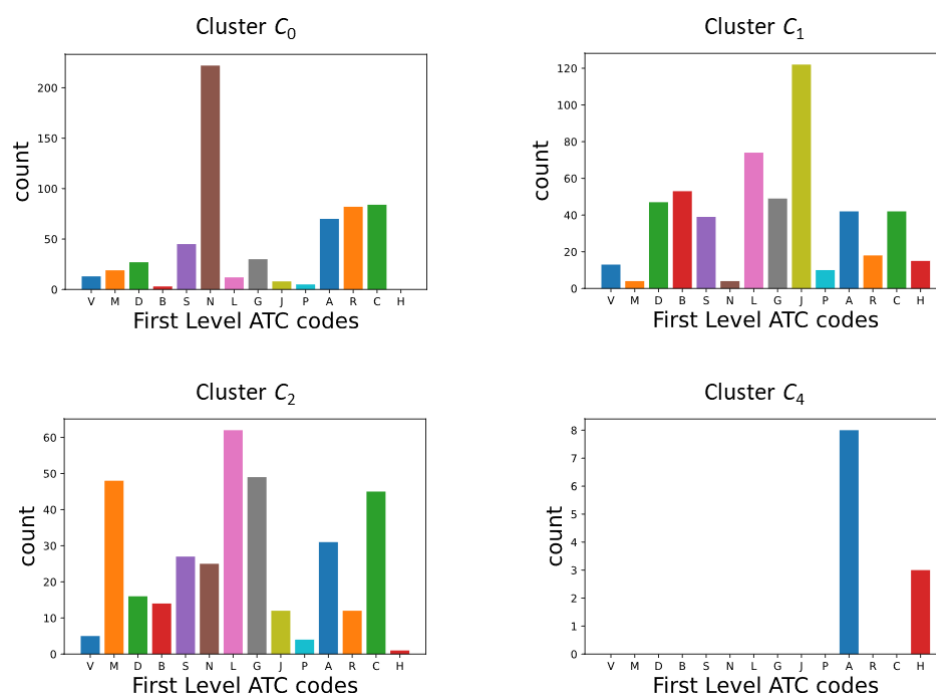 Cluster C0
count
200
150
100
50
0
V M D B S N L G J P A R C H
First Level ATC codes
Cluster C1
count
120
100
80
60
40
20
0
V M D B S N L G J P A R C H
First Level ATC codes
Cluster C2
count
60
50
40
30
20
10
0
V M D B S N L G J P A R C H
First Level ATC codes
Cluster C4
count
8
7
6
5
4
3
2
1
0
V M D B S N L G J P A R C H
First Level ATC codes